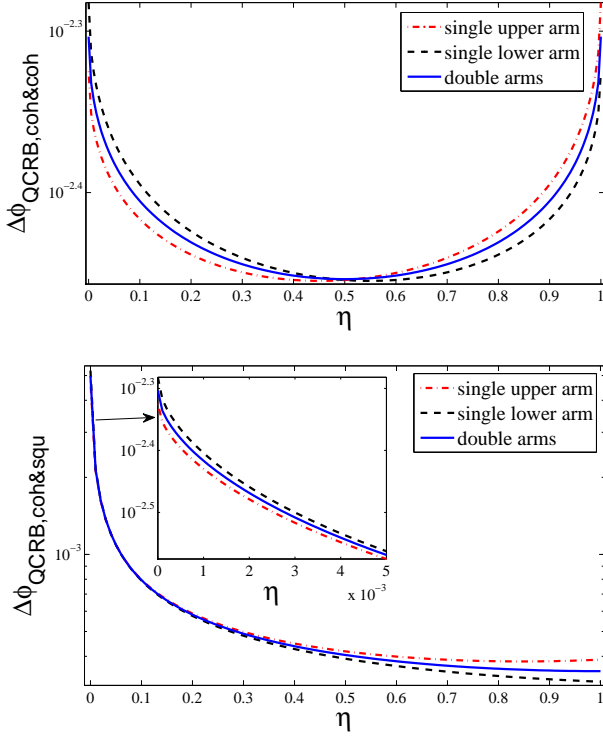 10^-2.3
10^-2.4
Δϕ_QCRB,coh&coh
single upper arm
single lower arm
double arms
0 0.1 0.2 0.3 0.4 0.5 0.6 0.7 0.8 0.9 1
η
10^-3
Δϕ_QCRB,coh&squ
single upper arm
single lower arm
double arms
10^-2.3
10^-2.4
10^-2.5
0 1 2 3 4 5
η
x 10^-3
0 0.1 0.2 0.3 0.4 0.5 0.6 0.7 0.8 0.9 1
η